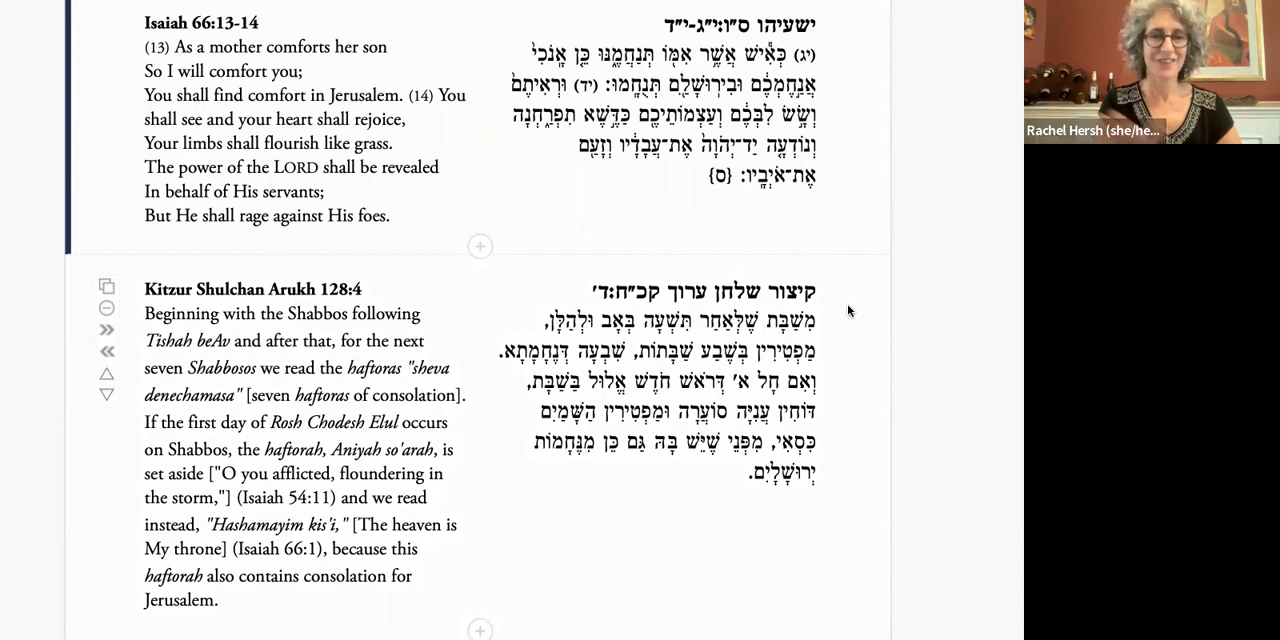 Isaiah 66:13-14
(13) As a mother comforts her son
So I will comfort you;
You shall find comfort in Jerusalem. (14) You
shall see and your heart shall rejoice,
Your limbs shall flourish like grass.
The power of the LORD shall be revealed
In behalf of His servants;
But He shall rage against His foes.
ישעיהו ס״ו:י״ג-י״ד
(יג) כְּאִ֕ישׁ אֲשֶׁ֥ר אִמּ֖וֹ תְּנַחֲמֶ֑נּוּ כֵּ֤ן אָֽנֹכִי֙
אֲנַ֣חֶמְכֶ֔ם וּבִירֽוּשָׁלַ֖͏ִם תְּנֻחָֽמוּ׃ (יד) וּרְאִיתֶם֙
וְשָׂ֣שׂ לִבְּכֶ֔ם וְעַצְמוֹתֵיכֶ֖ם כַּדֶּ֣שֶׁא תִפְרַ֑חְנָה
וְנוֹדְעָ֤ה יַד־יְהֹוָה֙ אֶת־עֲבָדָ֔יו וְזָעַ֖ם
אֶת־אֹיְבָֽיו׃ {ס}
Kitzur Shulchan Arukh 128:4
Beginning with the Shabbos following
Tishah beAv and after that, for the next
seven Shabbosos we read the haftoras "sheva
denechamasa" [seven haftoras of consolation].
If the first day of Rosh Chodesh Elul occurs
on Shabbos, the haftorah, Aniyah so'arah, is
set aside ["O you afflicted, floundering in
the storm,"] (Isaiah 54:11) and we read
instead, "Hashamayim kis'i," [The heaven is
My throne] (Isaiah 66:1), because this
haftorah also contains consolation for
Jerusalem.
קיצור שלחן ערוך קכ״ח:ד׳
מִשַׁבָּת שֶׁלְּאַחַר תִּשְׁעָה בְּאָב וּלְהַלָּן,
מַפְטִירִין בְּשֶׁבַע שַׁבָּתוֹת, שִׁבְעָה דְּנֶחָמָתָא.
וְאִם חָל א׳ דְּרֹאשׁ חֹדֶשׁ אֱלוּל בַּשַּׁבָּת,
דּוֹחִין עֲנִיָּה סוֹעֲרָה וּמַפְטִירִין הַשָּׁמַיִם
כִּסְאִי, מִפְּנֵי שֶׁיֵּשׁ בָּהּ גַּם כֵּן מִנֶּחָמוֹת
יְרוּשָׁלָיִם.
Rachel Hersh (she/he...